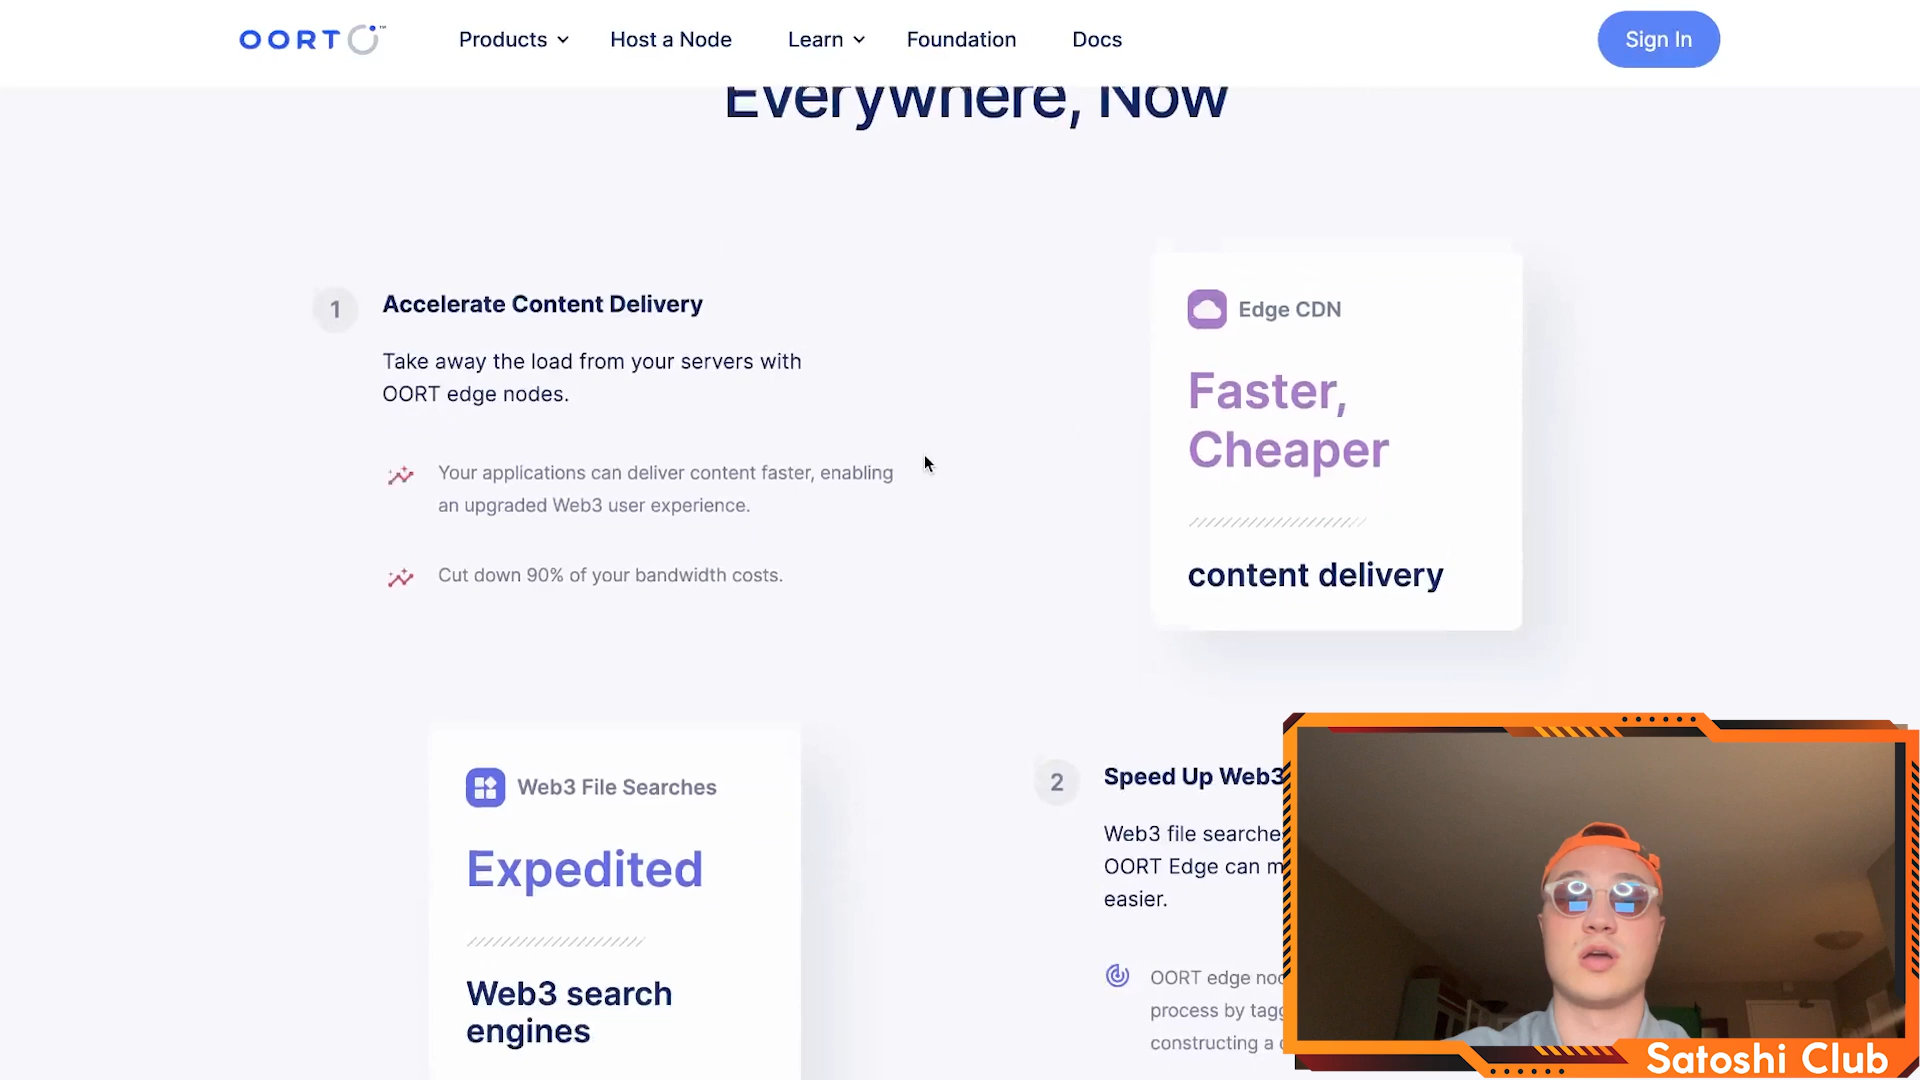 OORT ™
Products
Host a Node
Learn
Foundation
Docs
Sign In
Everywhere, Now
1
Accelerate Content Delivery
Take away the load from your servers with
OORT edge nodes.
Your applications can deliver content faster, enabling
an upgraded Web3 user experience.
Cut down 90% of your bandwidth costs.
Edge CDN
Faster,
Cheaper
content delivery
Web3 File Searches
Expedited
Web3 search
engines
2
Speed Up Web3
Web3 file searche
OORT Edge can m
easier.
OORT edge no
process by tag
constructing a
Satoshi Club